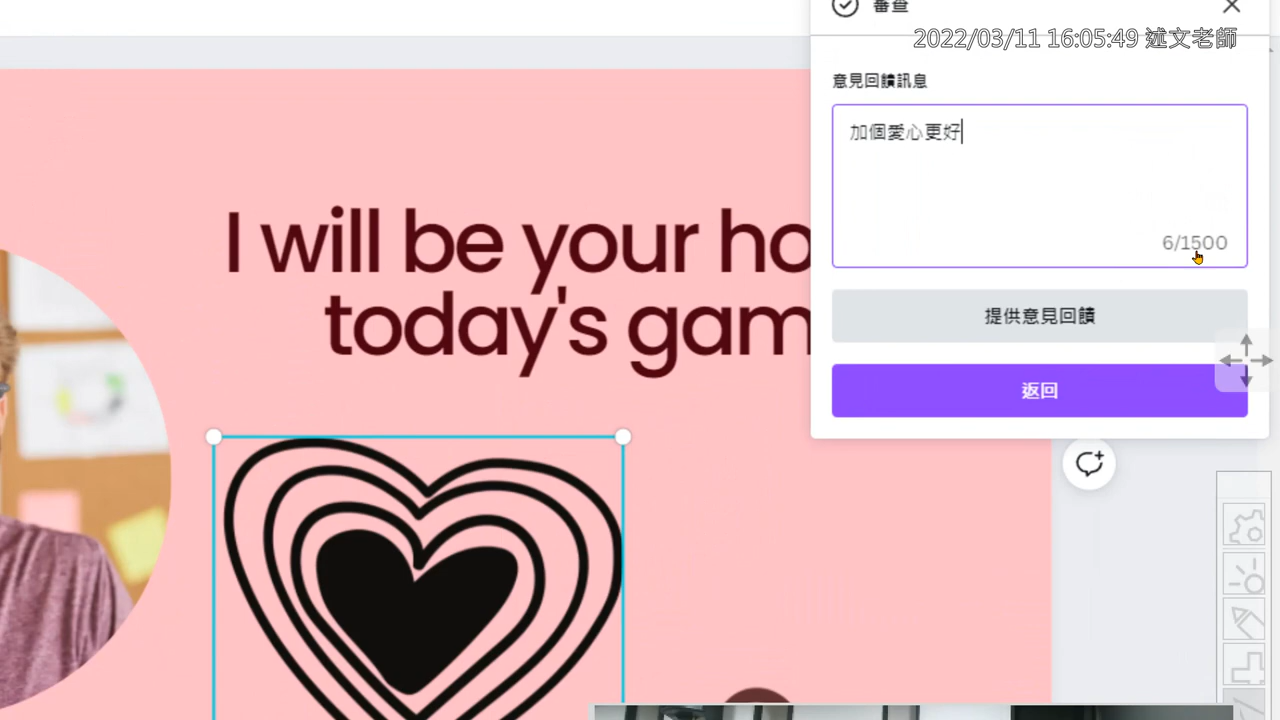 審查
2022/03/11 16:05:49 述文老師
意見回饋訊息
加個愛心更好
6/1500
提供意見回饋
返回
I will be your ho
today's gam